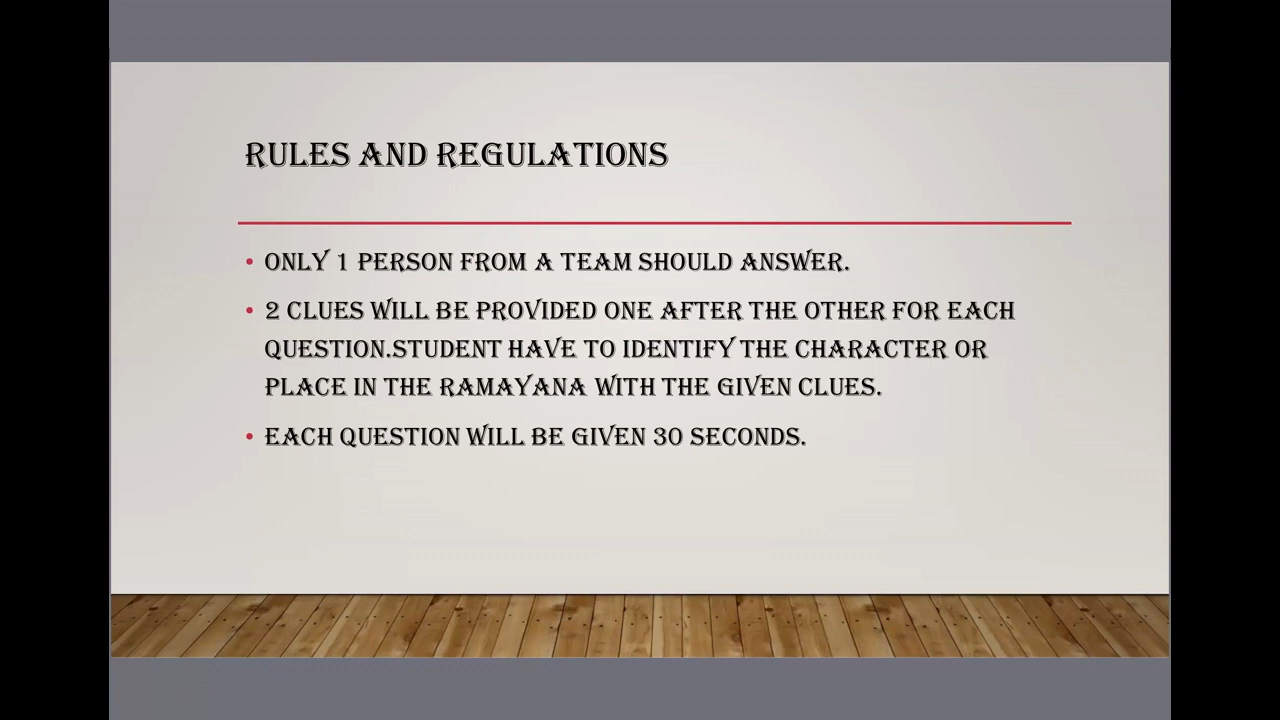 RULES AND REGULATIONS
• ONLY 1 PERSON FROM A TEAM SHOULD ANSWER.
• 2 CLUES WILL BE PROVIDED ONE AFTER THE OTHER FOR EACH
QUESTION.STUDENT HAVE TO IDENTIFY THE CHARACTER OR
PLACE IN THE RAMAYANA WITH THE GIVEN CLUES.
• EACH QUESTION WILL BE GIVEN 30 SECONDS.